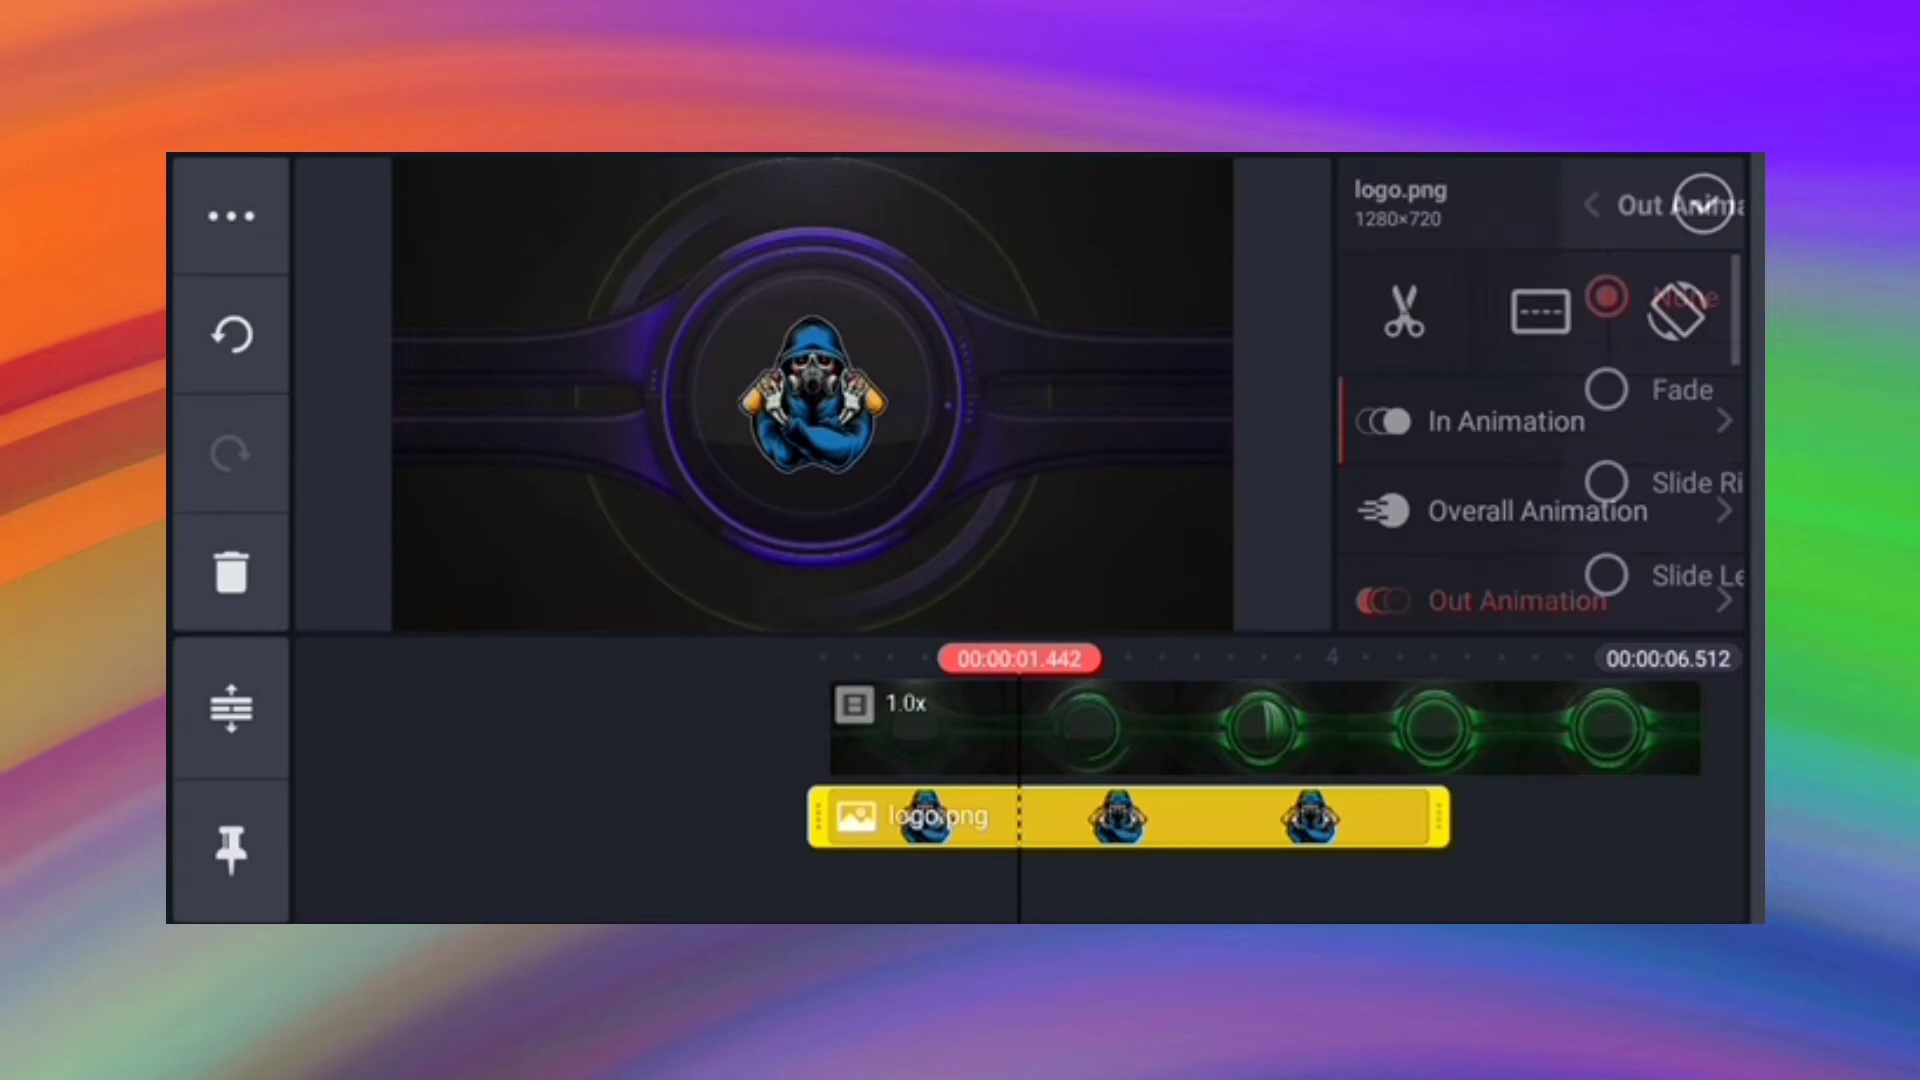 logo.png
1280×720
Out Anima
None
Fade
In Animation
Slide Ri
Overall Animation
Slide Le
Out Animation
00:00:01.442
4
00:00:06.512
1.0x
logo.png